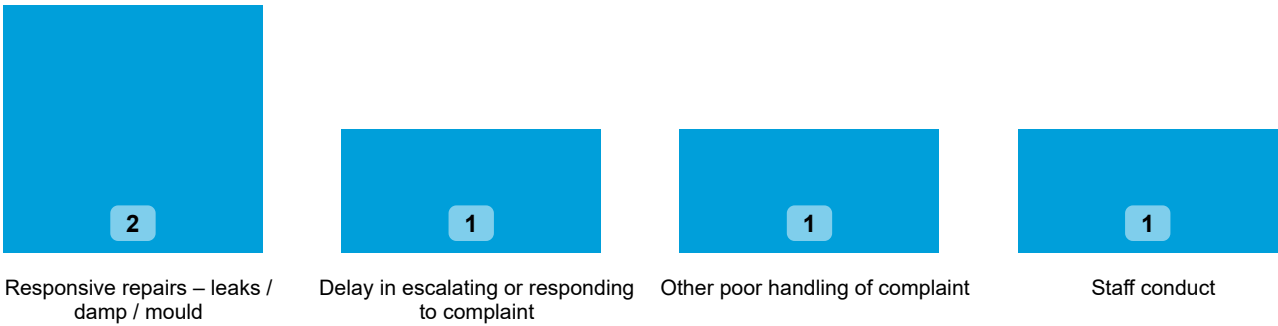 2
1
1
1
Responsive repairs – leaks /
damp / mould
Delay in escalating or responding
to complaint
Other poor handling of complaint
Staff conduct